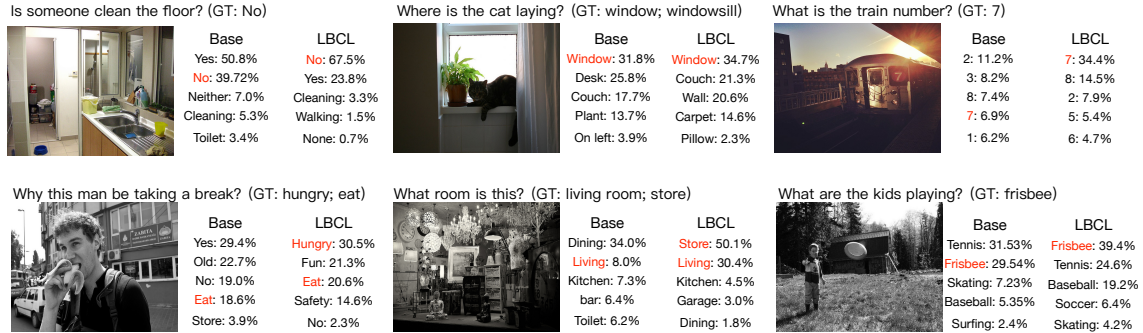 Is someone clean the floor? (GT: No)
Base LBCL
Yes: 50.8% No: 67.5%
No: 39.72% Yes: 23.8%
Neither: 7.0% Cleaning: 3.3%
Cleaning: 5.3% Walking: 1.5%
Toilet: 3.4% None: 0.7%
Where is the cat laying? (GT: window; windowsill)
Base LBCL
Window: 31.8% Window: 34.7%
Desk: 25.8% Couch: 21.3%
Couch: 17.7% Wall: 20.6%
Plant: 13.7% Carpet: 14.6%
On left: 3.9% Pillow: 2.3%
What is the train number? (GT: 7)
7
Base LBCL
2: 11.2% 7: 34.4%
3: 8.2% 8: 14.5%
8: 7.4% 2: 7.9%
7: 6.9% 5: 5.4%
1: 6.2% 6: 4.7%
Why this man be taking a break? (GT: hungry; eat)
Base LBCL
Yes: 29.4% Hungry: 30.5%
Old: 22.7% Fun: 21.3%
No: 19.0% Eat: 20.6%
Eat: 18.6% Safety: 14.6%
Store: 3.9% No: 2.3%
What room is this? (GT: living room; store)
Base LBCL
Dining: 34.0% Store: 50.1%
Living: 8.0% Living: 30.4%
Kitchen: 7.3% Kitchen: 4.5%
bar: 6.4% Garage: 3.0%
Toilet: 6.2% Dining: 1.8%
What are the kids playing? (GT: frisbee)
Base LBCL
Tennis: 31.53% Frisbee: 39.4%
Frisbee: 29.54% Tennis: 24.6%
Skating: 7.23% Baseball: 19.2%
Baseball: 5.35% Soccer: 6.4%
Surfing: 2.4% Skating: 4.2%